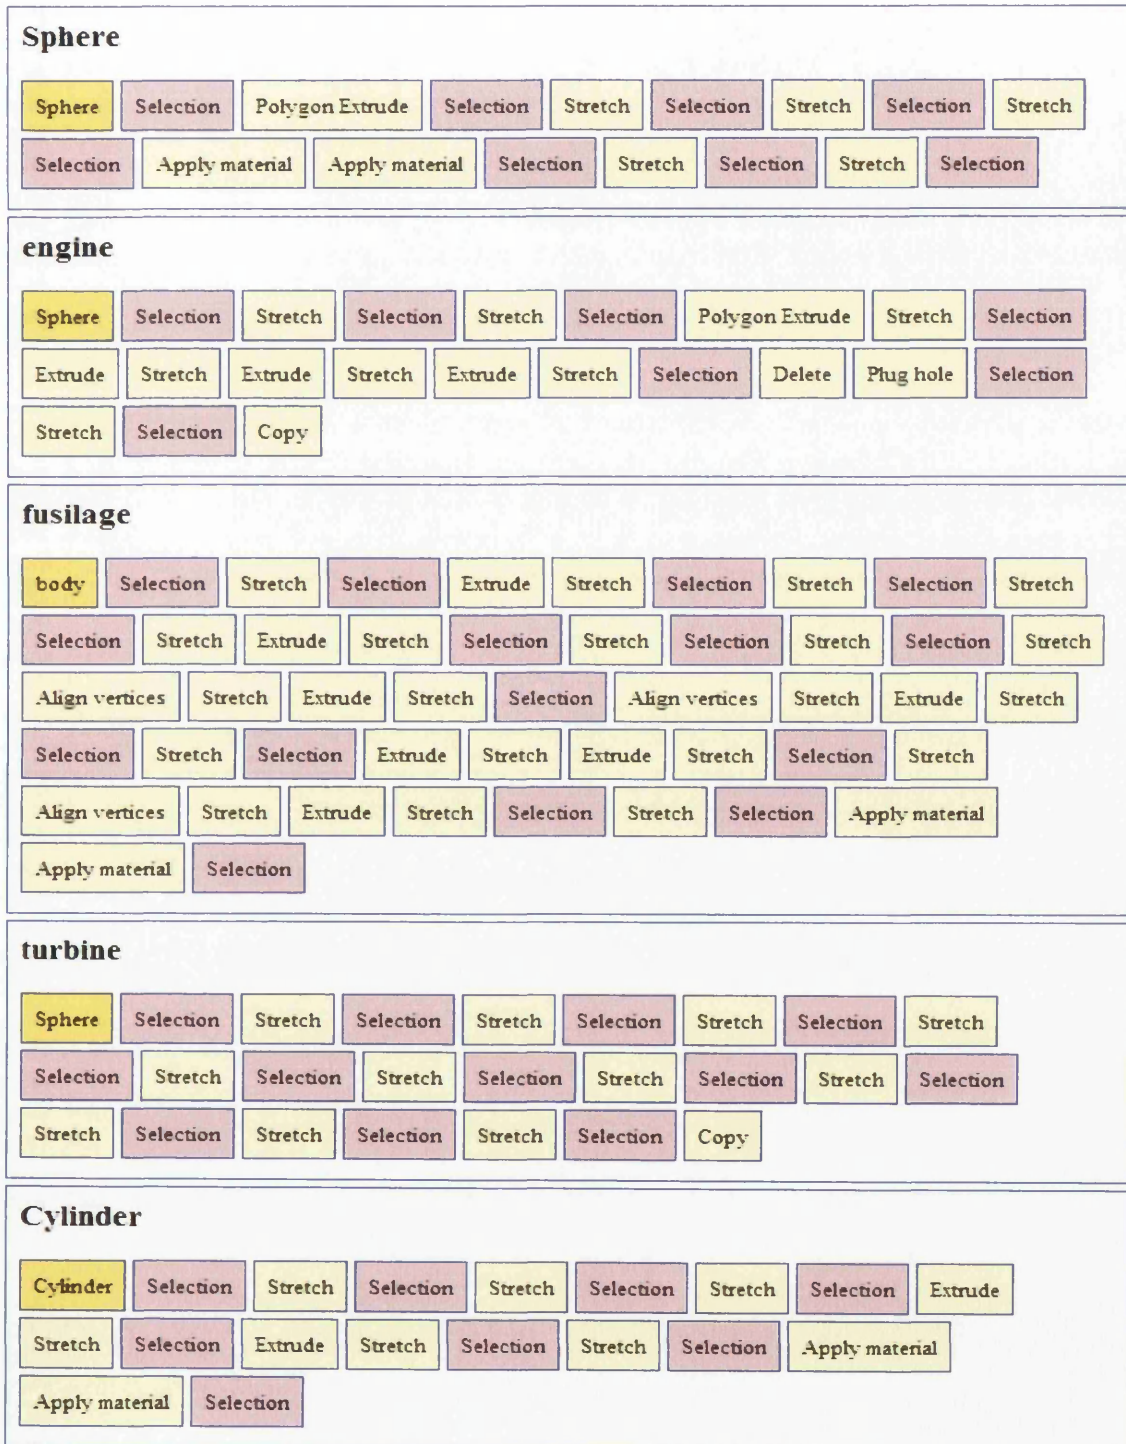 Sphere
Sphere Selection Polygon Extrude Selection Stretch Selection Stretch Selection Stretch
Selection Apply material Apply material Selection Stretch Selection Stretch Selection
engine
Sphere Selection Stretch Selection Stretch Selection Polygon Extrude Stretch Selection
Extrude Stretch Extrude Stretch Extrude Stretch Selection Delete Plug hole Selection
Stretch Selection Copy
fusilage
body Selection Stretch Selection Extrude Stretch Selection Stretch Selection Stretch
Selection Stretch Extrude Stretch Selection Stretch Selection Stretch Selection Stretch
Align vertices Stretch Extrude Stretch Selection Align vertices Stretch Extrude Stretch
Selection Stretch Selection Extrude Stretch Extrude Stretch Selection Stretch
Align vertices Stretch Extrude Stretch Selection Stretch Selection Apply material
Apply material Selection
turbine
Sphere Selection Stretch Selection Stretch Selection Stretch Selection Stretch
Selection Stretch Selection Stretch Selection Stretch Selection Stretch Selection
Stretch Selection Stretch Selection Stretch Selection Copy
Cylinder
Cylinder Selection Stretch Selection Stretch Selection Stretch Selection Extrude
Stretch Selection Extrude Stretch Selection Stretch Selection Apply material
Apply material Selection